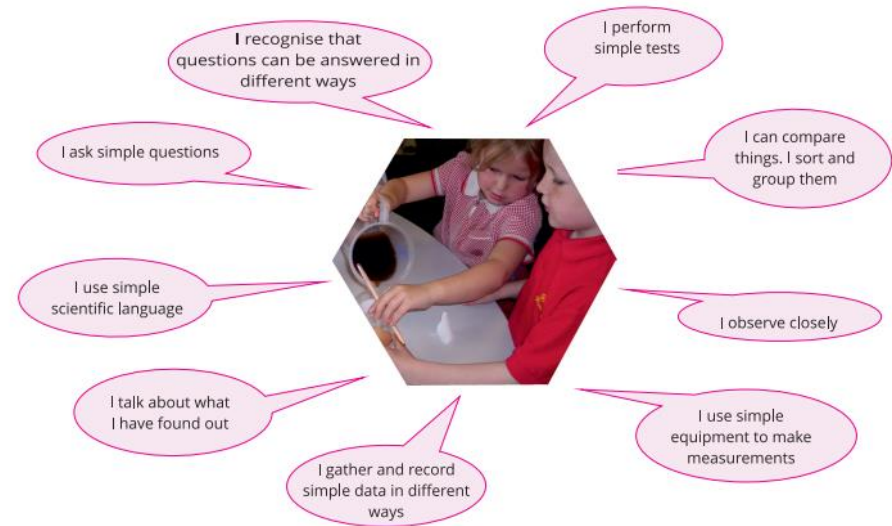 I recognise that
questions can be answered in
different ways
I perform
simple tests
I ask simple questions
I can compare
things. I sort and
group them
I use simple
scientific language
I observe closely
I talk about what
I have found out
I use simple
equipment to make
measurements
I gather and record
simple data in different
ways